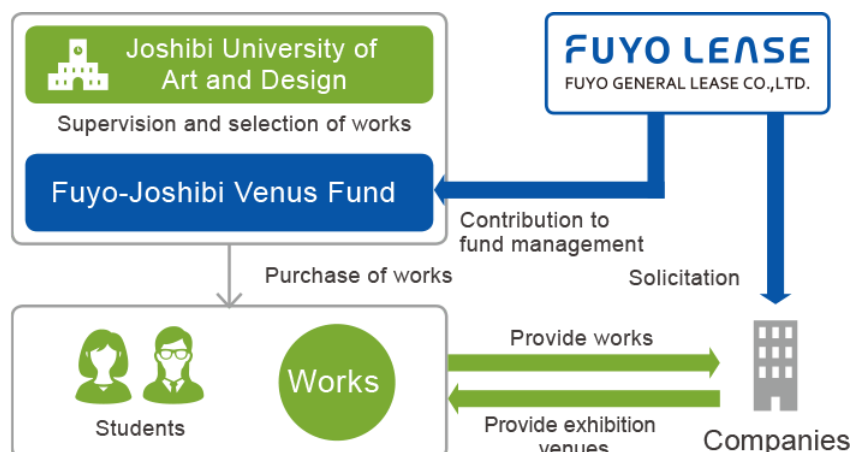 Joshibi University of
Art and Design
Supervision and selection of works
Fuyo-Joshibi Venus Fund
FUYO LEASE
FUYO GENERAL LEASE CO.,LTD.
Contribution to
fund management
Solicitation
Purchase of works
Students
Works
Provide works
Provide exhibition
venues
Companies